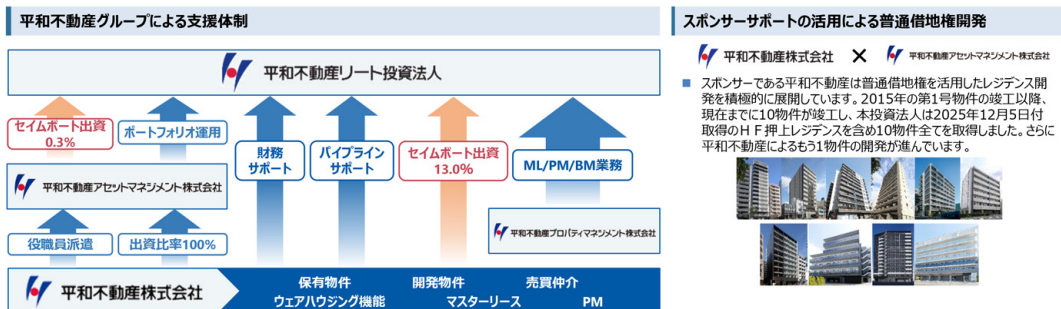 平和不動産グループによる支援体制
平和不動産リート投資法人
セイムボート出資
0.3%
ポートフォリオ運用
財務
サポート
パイプライン
サポート
セイムボート出資
13.0%
ML/PM/BM業務
平和不動産アセットマネジメント株式会社
平和不動産プロパティマネジメント株式会社
役職員派遣
出資比率100%
平和不動産株式会社
保有物件
開発物件
売買仲介
ウェアハウジング機能
マスターリース
PM
スポンサーサポートの活用による普通借地権開発
平和不動産株式会社 × 平和不動産アセットマネジメント株式会社
■ スポンサーである平和不動産は普通借地権を活用したレジデンス開
発を積極的に展開しています。2015年の第1号物件の竣工以降、
現在までに10物件が竣工し、本投資法人は2025年12月5日付
取得のHF押上レジデンスを含め10物件全てを取得しました。さらに
平和不動産によるもう1物件の開発が進んでいます。